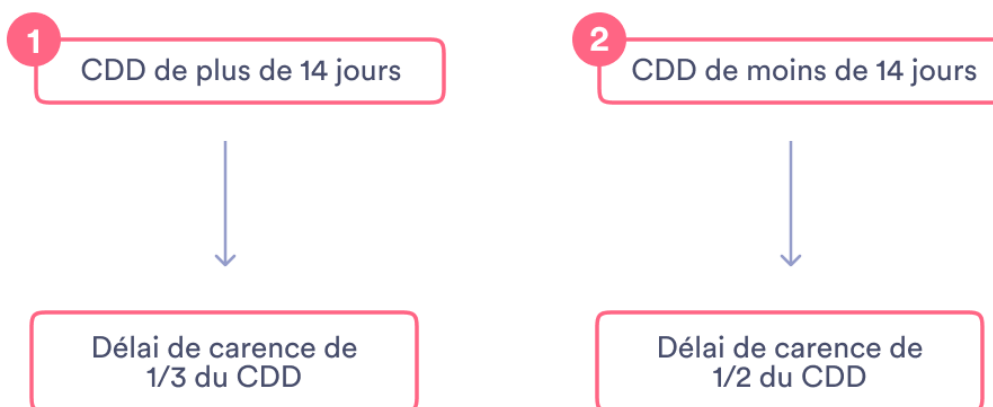 1
CDD de plus de 14 jours
2
CDD de moins de 14 jours
Délai de carence de
1/3 du CDD
Délai de carence de
1/2 du CDD